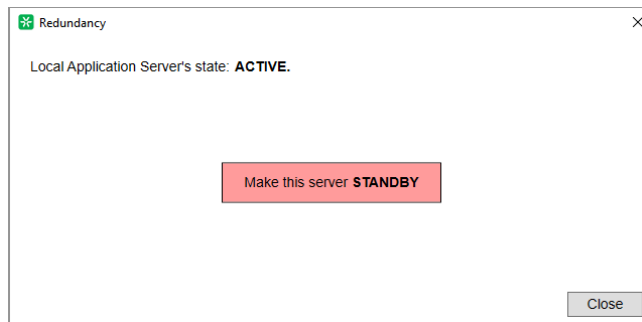 Redundancy
Local Application Server's state: ACTIVE.
Make this server STANDBY
Close